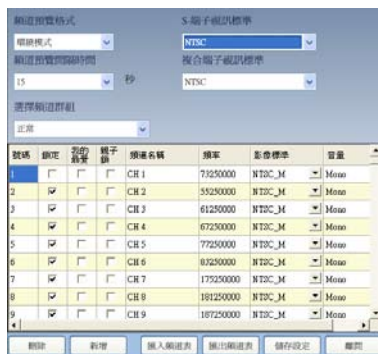 頻道預覽格式 S-端子視訊標準
環繞模式 NTSC
頻道預覽間隔時間 複合端子視訊標準
15 秒 NTSC
選擇頻道群組
正常
號碼 鎖定 我的最愛 親子鎖 頻道名稱 頻率 影像標準 音量
1 CH 1 73250000 NTSC_M Mono
2 CH 2 55250000 NTSC_M Mono
3 CH 3 61250000 NTSC_M Mono
4 CH 4 67250000 NTSC_M Mono
5 CH 5 77250000 NTSC_M Mono
6 CH 6 83250000 NTSC_M Mono
7 CH 7 175250000 NTSC_M Mono
8 CH 8 181250000 NTSC_M Mono
9 CH 9 187250000 NTSC_M Mono
刪除 新增 匯入頻道表 匯出頻道表 儲存設定 離開